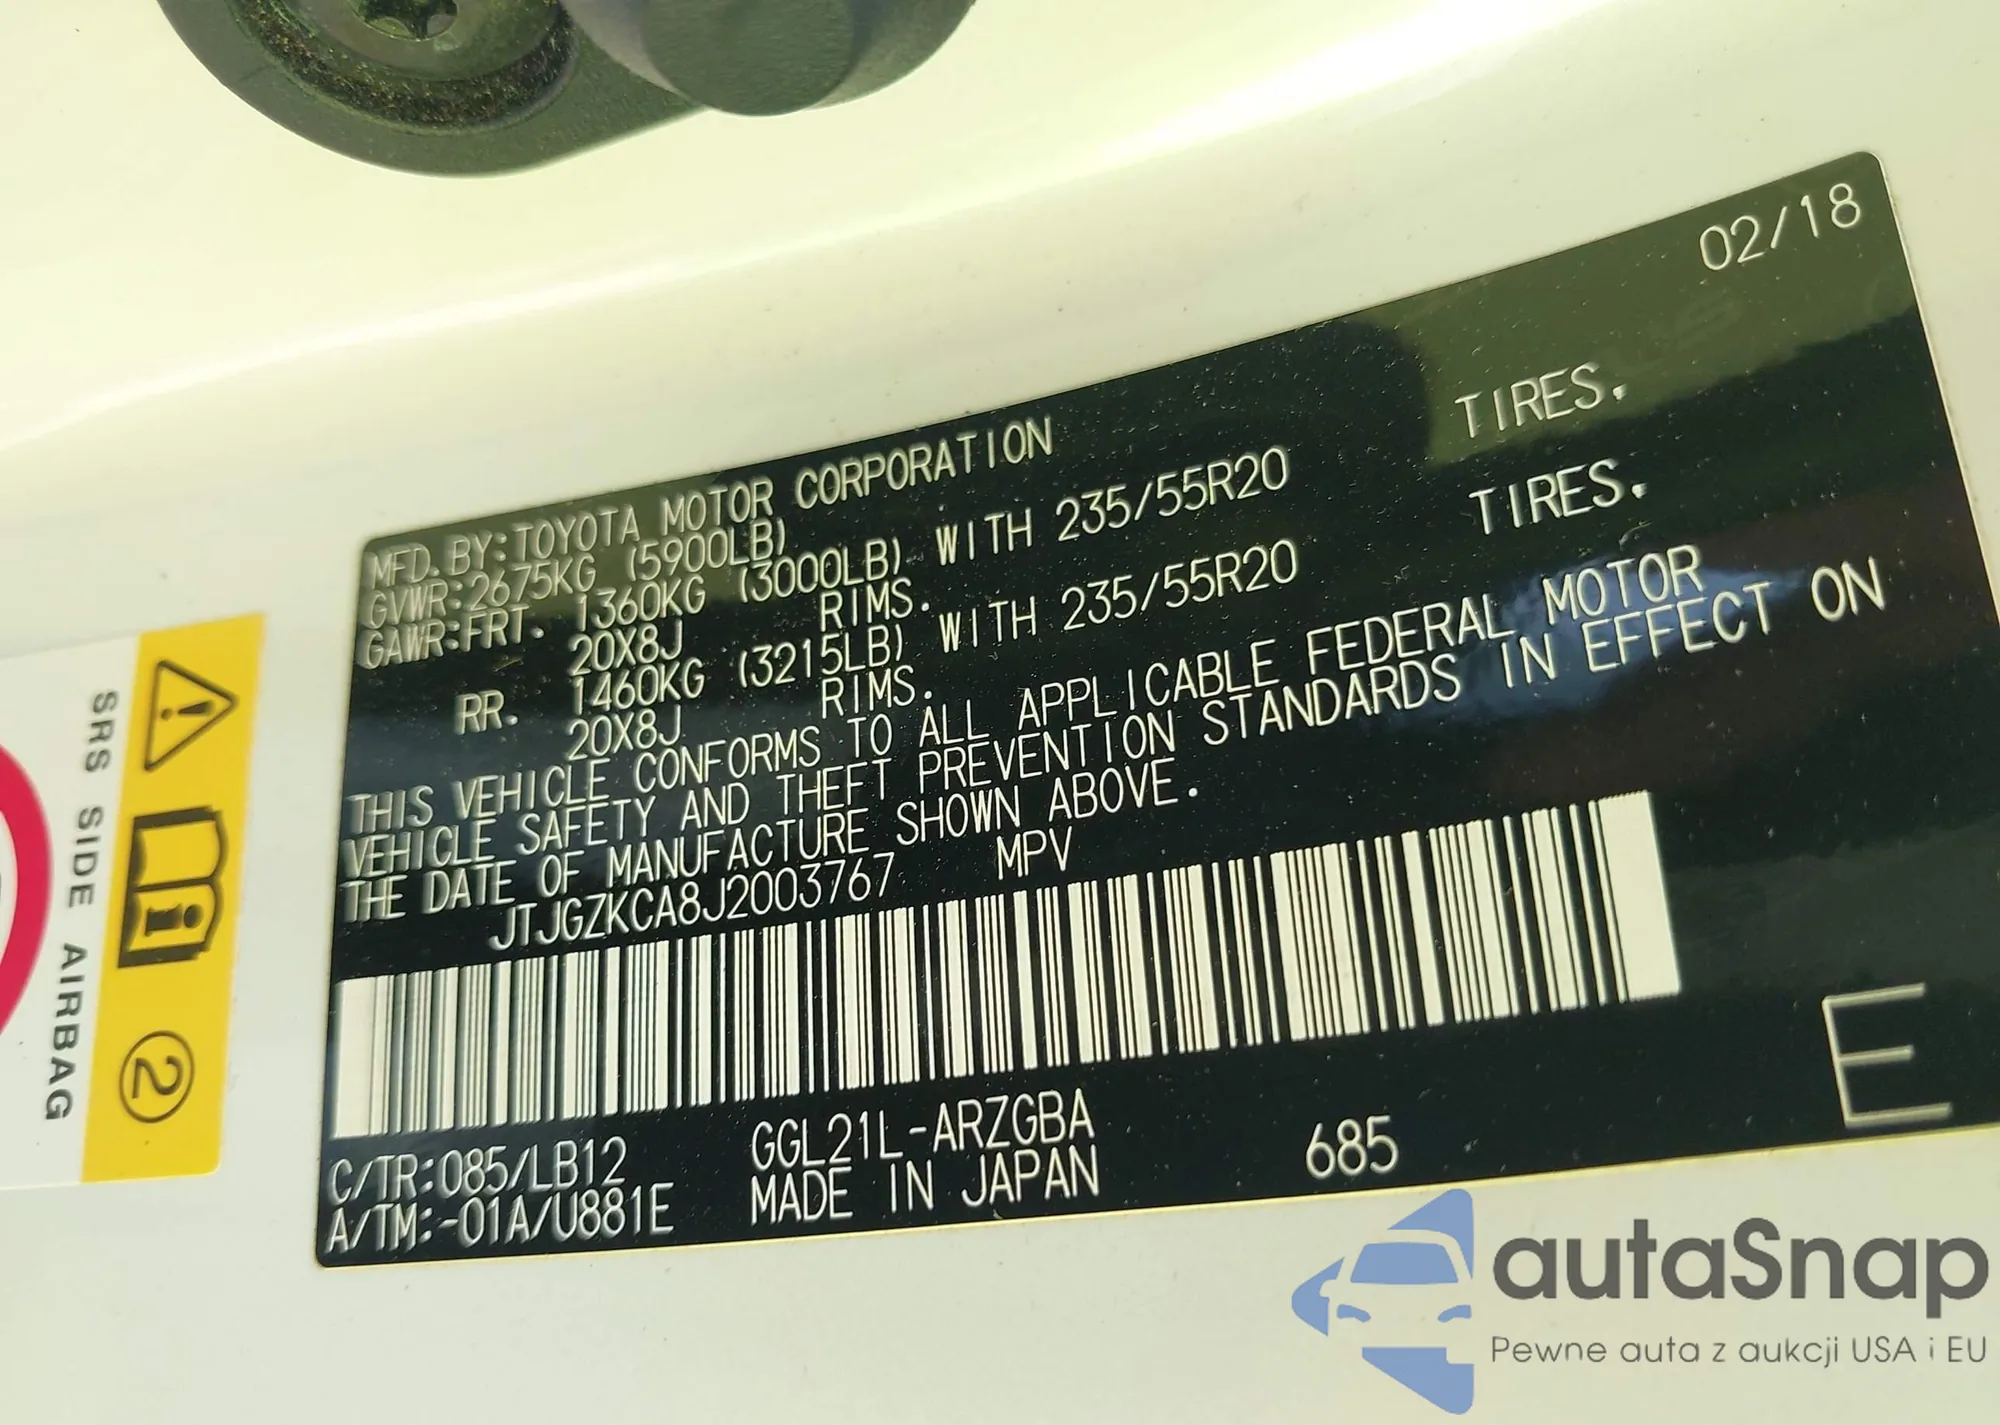 02/18
MFD. BY: TOYOTA MOTOR CORPORATION
GVWR: 2675KG (5900LB)
GAWR: FRT. 1360KG (3000LB) WITH 235/55R20 TIRES.
20X8J RIMS.
RR. 1460KG (3215LB) WITH 235/55R20 TIRES.
20X8J RIMS.
THIS VEHICLE CONFORMS TO ALL APPLICABLE FEDERAL MOTOR
VEHICLE SAFETY AND THEFT PREVENTION STANDARDS IN EFFECT ON
THE DATE OF MANUFACTURE SHOWN ABOVE.
JTJGZKCA8J2003767 MPV
E
C/TR: 085/LB12 GGL21L-ARZGBA 685
A/TM: -01A/U881E MADE IN JAPAN
SRS SIDE AIRBAG
2
autaSnap
Pewne auta z aukcji USA i EU